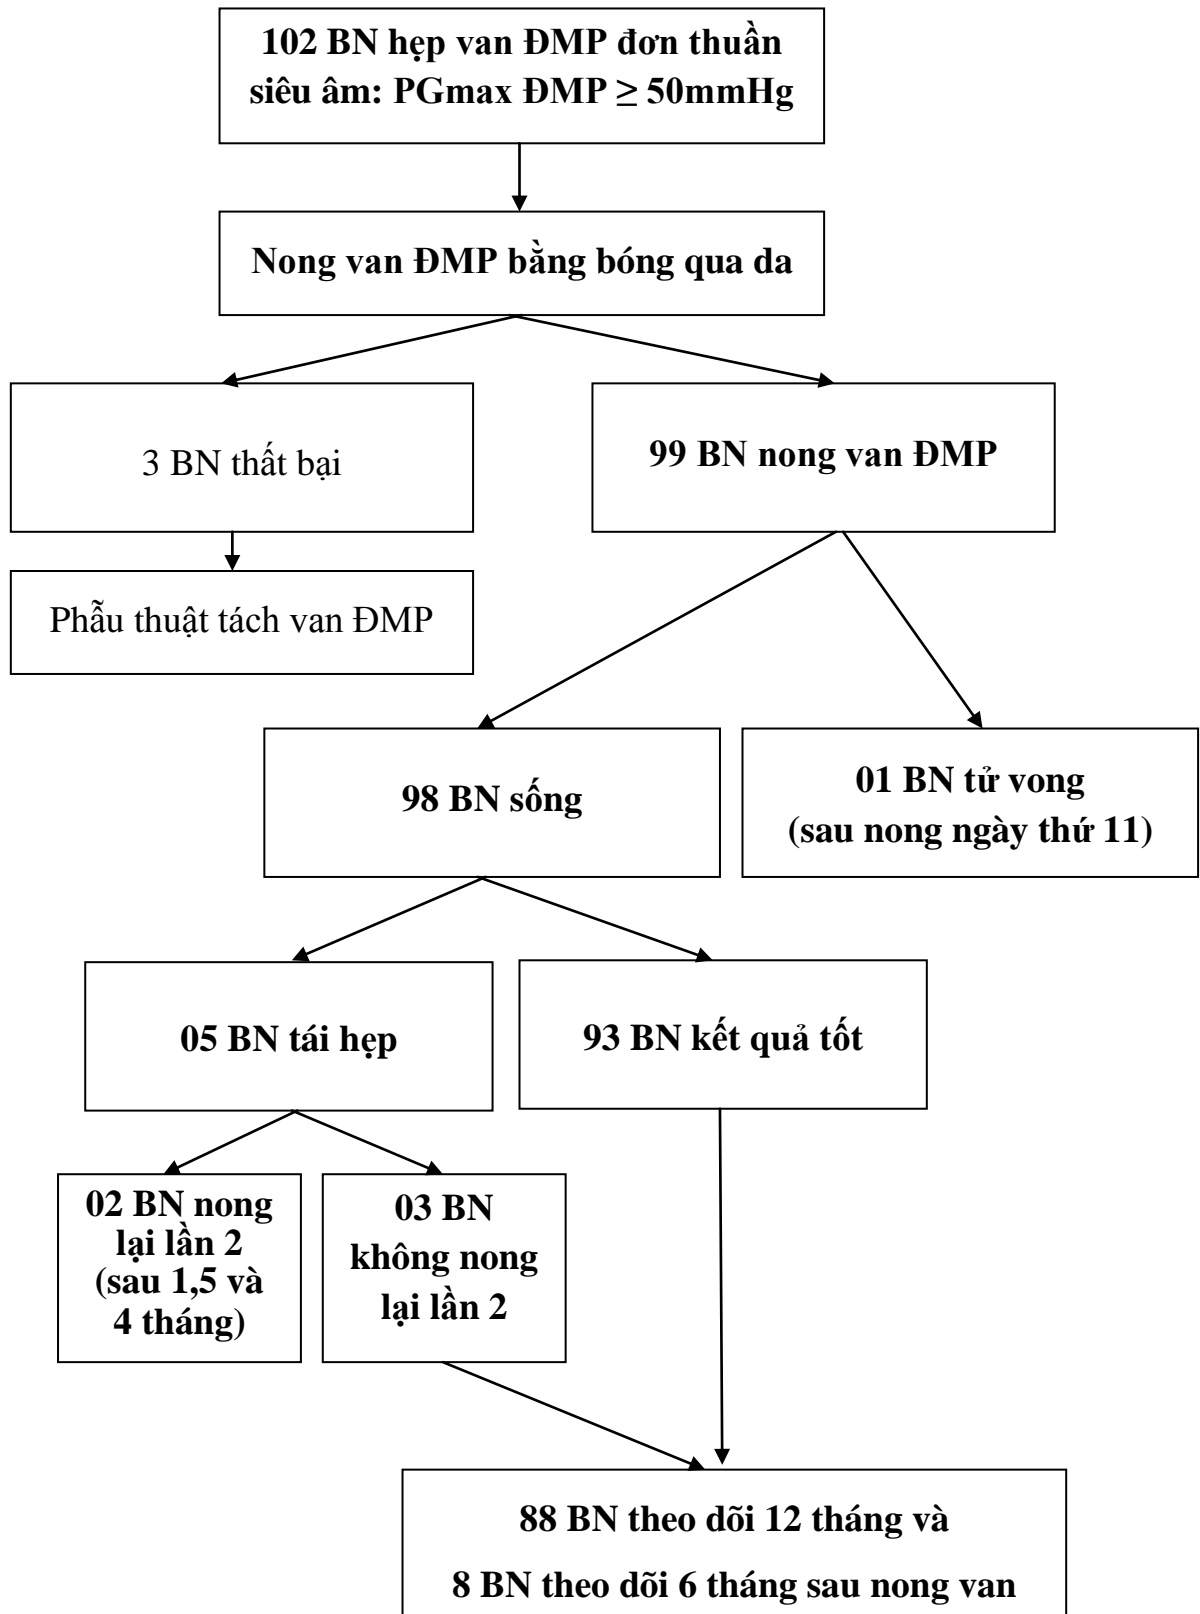 102 BN hẹp van ĐMP đơn thuần
siêu âm: PGmax ĐMP ≥ 50mmHg
Nong van ĐMP bằng bóng qua da
3 BN thất bại
99 BN nong van ĐMP
Phẫu thuật tách van ĐMP
98 BN sống
01 BN tử vong
(sau nong ngày thứ 11)
05 BN tái hẹp
93 BN kết quả tốt
02 BN nong
lại lần 2
(sau 1,5 và
4 tháng)
03 BN
không nong
lại lần 2
88 BN theo dõi 12 tháng và
8 BN theo dõi 6 tháng sau nong van